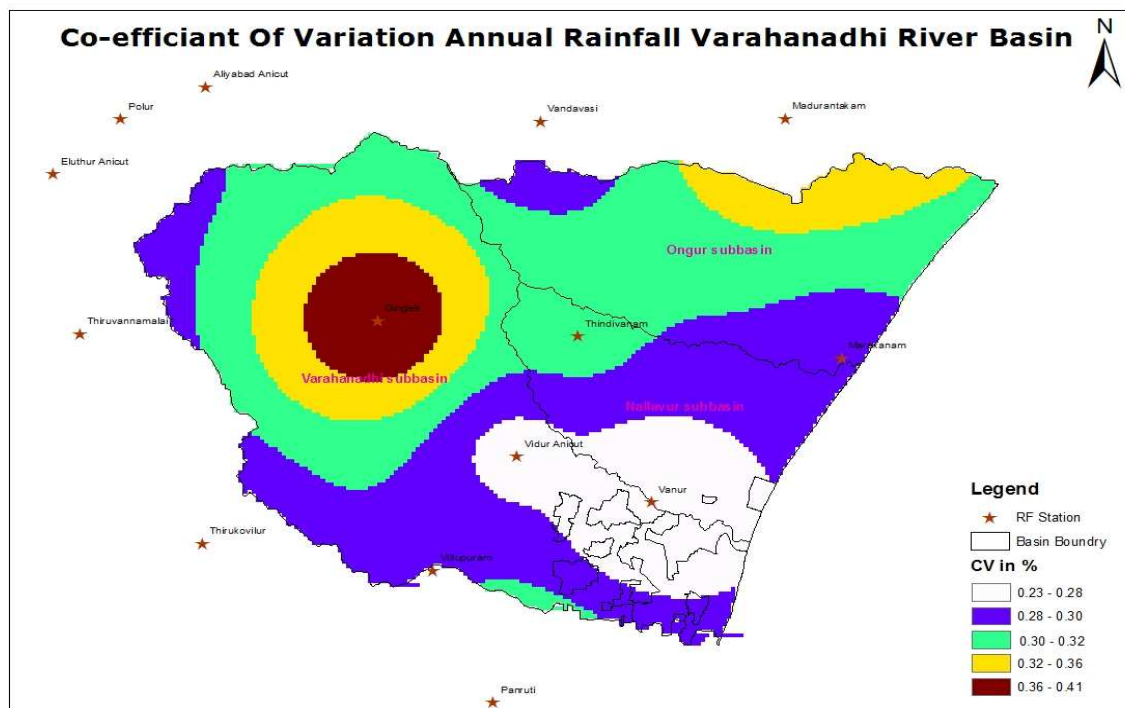 Co-efficiant Of Variation Annual Rainfall Varahanadhi River Basin
N
Aliyabad Anicut
Polur
Vandavasi
Madurantakam
Eluthur Anicut
Ongur subbasin
Thiruvannamalai
Thindivanam
Varahanadhi subbasin
Nallavur subbasin
Vidur Anicut
Vanur
Thirukovilur
Villupuram
Panruti
Legend
RF Station
Basin Boundry
CV in %
0.23 - 0.28
0.28 - 0.30
0.30 - 0.32
0.32 - 0.36
0.36 - 0.41